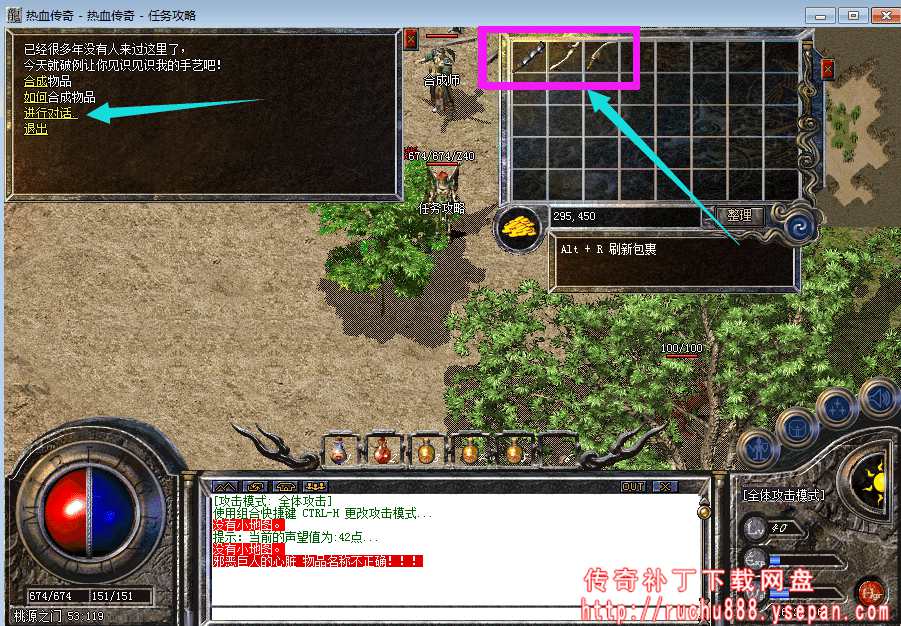 热血传奇 - 热血传奇 - 任务攻略
已经很多年没有人来过这里了，
今天就破例让你见识见识我的手艺吧！
合成物品
如何合成物品
进行对话
退出
合成师
674/674/Z40
任务攻略
295,450
整理
Alt + R 刷新包裹
100/100
OUT
[攻击模式: 全体攻击]
使用组合快捷键 CTRL-H 更改攻击模式...
没有小地图。
提示：当前的声望值为:42点...
没有小地图。
邪恶巨人的心脏 物品名称不正确！！！
[全体攻击模式]
Lv 40
Exp
674/674
151/151
桃源之门 53:119
传奇补丁下载网盘
http://ruchu888.ysepan.com